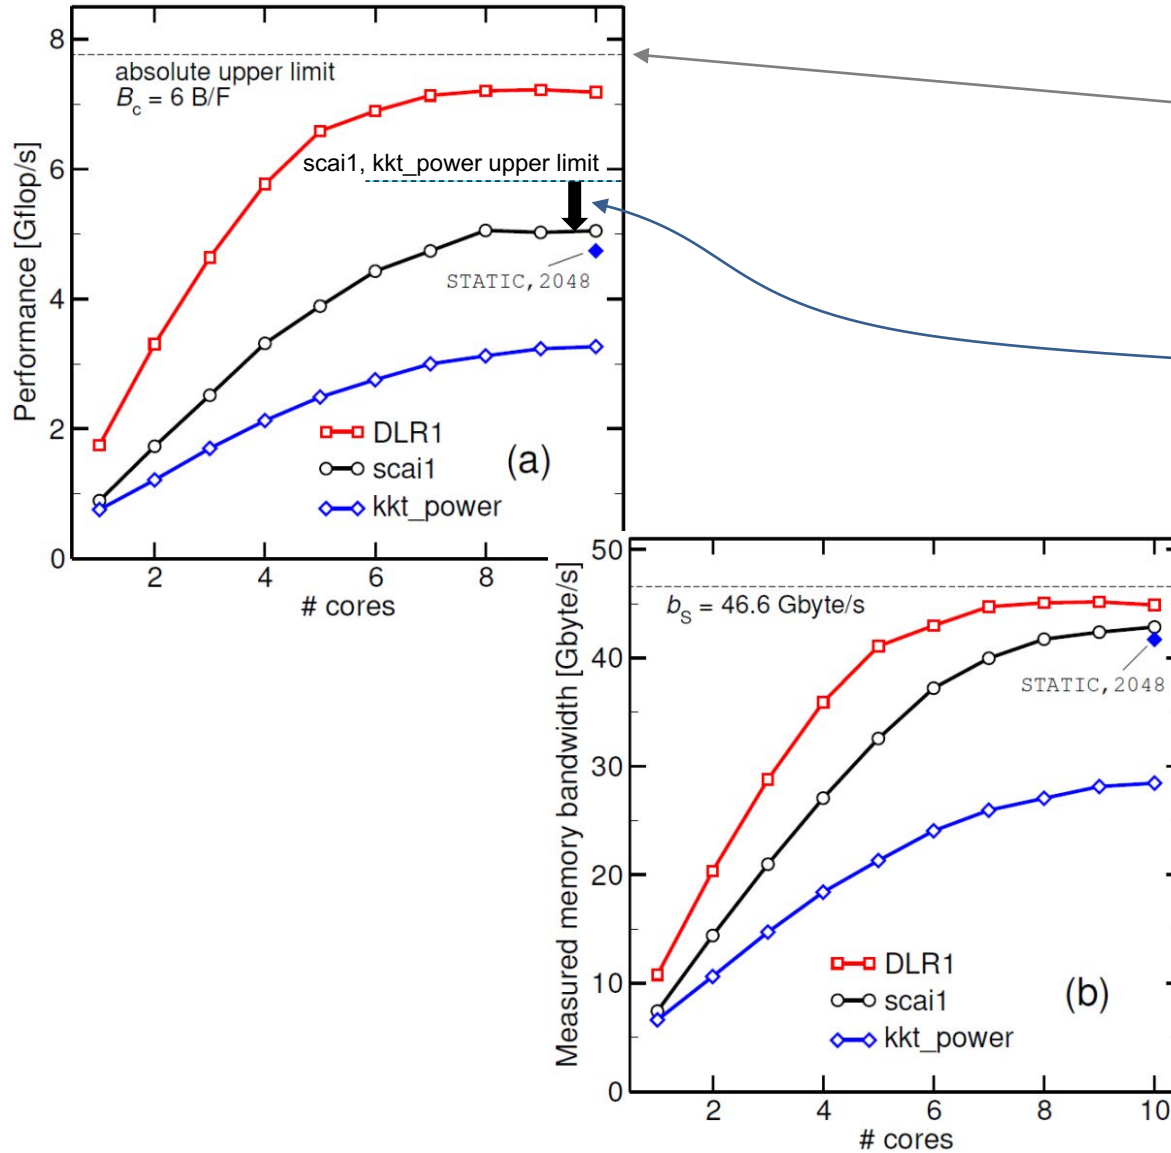 8
absolute upper limit
B_c = 6 B/F
scai1, kkt_power upper limit
6
STATIC,2048
4
2
0
Performance [Gflop/s]
DLR1
scai1
kkt_power
(a)
2 4 6 8
# cores
50
b_S = 46.6 Gbyte/s
40
STATIC,2048
30
20
10
0
Measured memory bandwidth [Gbyte/s]
DLR1
scai1
kkt_power
(b)
2 4 6 8 10
# cores